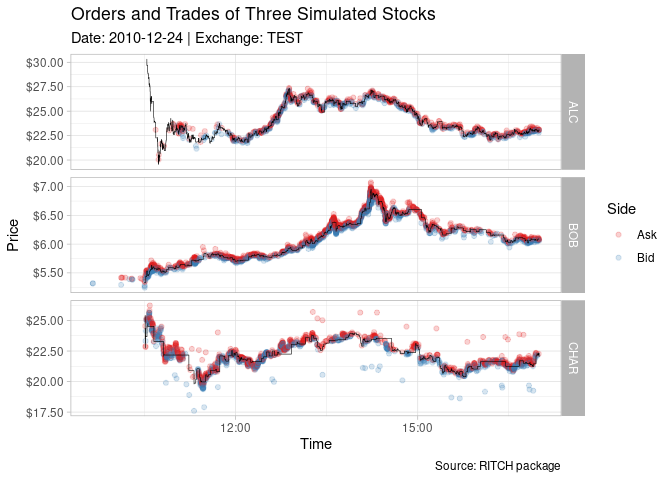 Orders and Trades of Three Simulated Stocks
Date: 2010-12-24 | Exchange: TEST
$30.00
$27.50
$25.00
$22.50
$20.00
ALC
$7.00
$6.50
$6.00
$5.50
BOB
$25.00
$22.50
$20.00
$17.50
CHAR
Price
12:00
15:00
Time
Side
Ask
Bid
Source: RITCH package